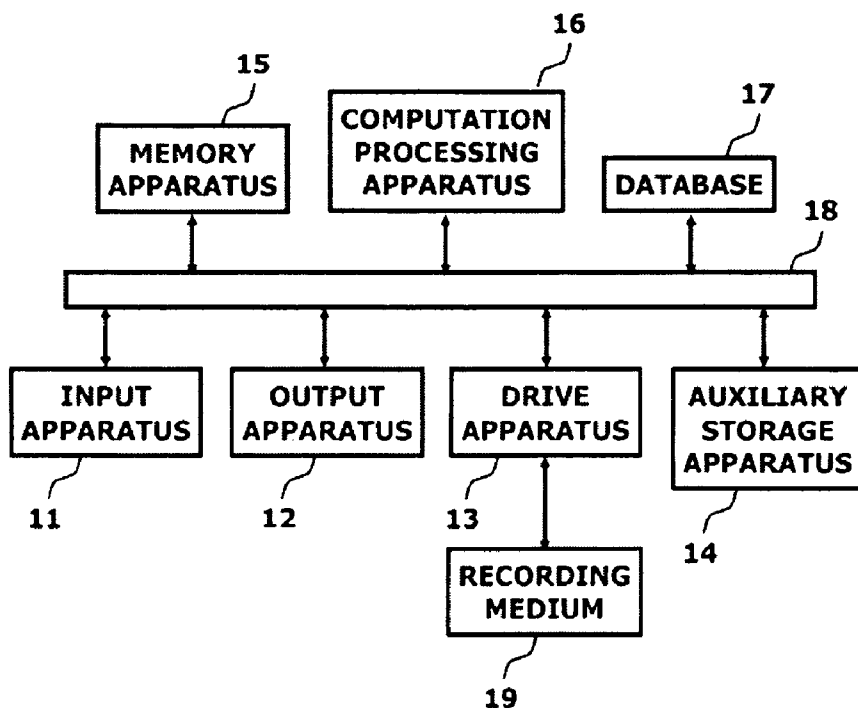 16
15
17
MEMORY
APPARATUS
COMPUTATION
PROCESSING
APPARATUS
DATABASE
18
INPUT
APPARATUS
OUTPUT
APPARATUS
DRIVE
APPARATUS
AUXILIARY
STORAGE
APPARATUS
11
12
13
14
RECORDING
MEDIUM
19